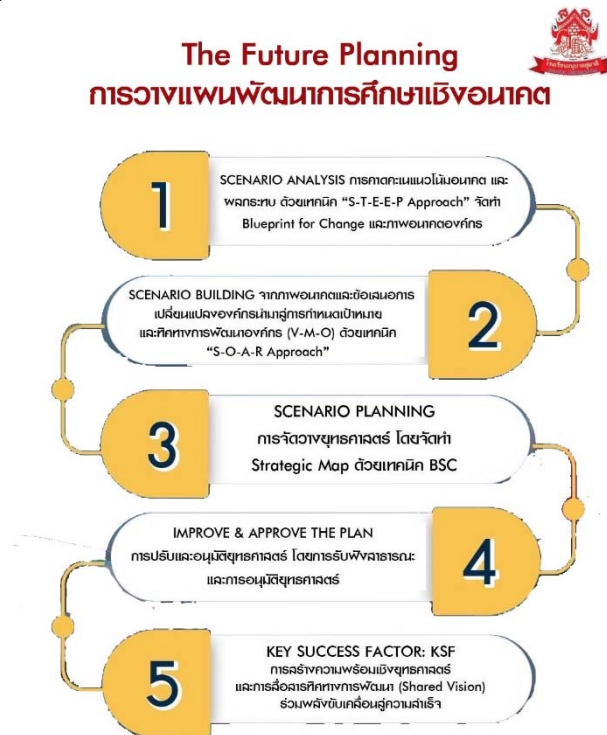 The Future Planning
การวางแผนพัฒนาการศึกษาเชิงอนาคต
1
SCENARIO ANALYSIS การคาดคะเนแนวโน้มอนาคต และ
ผลกระทบ ด้วยเทคนิค “S-T-E-E-P Approach” จัดทำ
Blueprint for Change และภาพอนาคตองค์กร
SCENARIO BUILDING จากภาพอนาคตและข้อเสนอการ
เปลี่ยนแปลงองค์กรนำมาสู่การกำหนดเป้าหมาย
และทิศทางการพัฒนาองค์กร (V-M-O) ด้วยเทคนิค
“S-O-A-R Approach”
2
3
SCENARIO PLANNING
การจัดวางยุทธศาสตร์ โดยจัดทำ
Strategic Map ด้วยเทคนิค BSC
IMPROVE & APPROVE THE PLAN
การปรับและอนุมัติยุทธศาสตร์ โดยการรับฟังสาธารณะ
และการอนุมัติยุทธศาสตร์
4
5
KEY SUCCESS FACTOR: KSF
การสร้างความพร้อมเชิงยุทธศาสตร์
และการสื่อสารทิศทางการพัฒนา (Shared Vision)
ร่วมพลังขับเคลื่อนสู่ความสำเร็จ